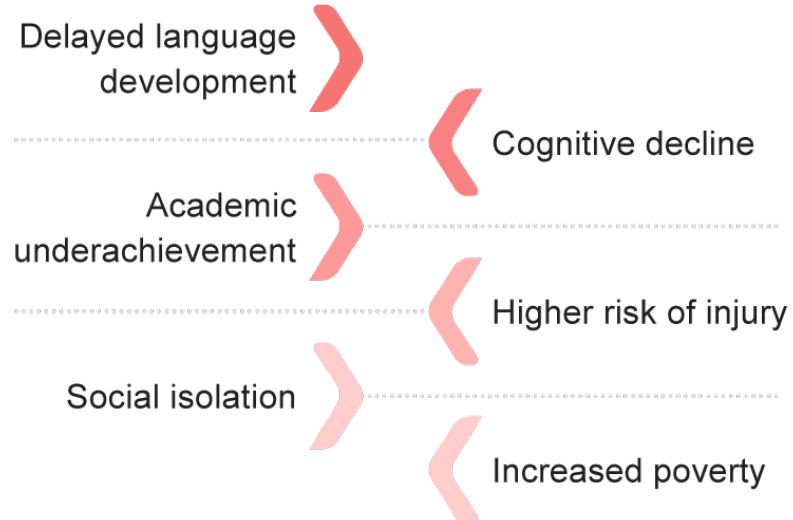 Delayed language
development
Cognitive decline
Academic
underachievement
Higher risk of injury
Social isolation
Increased poverty